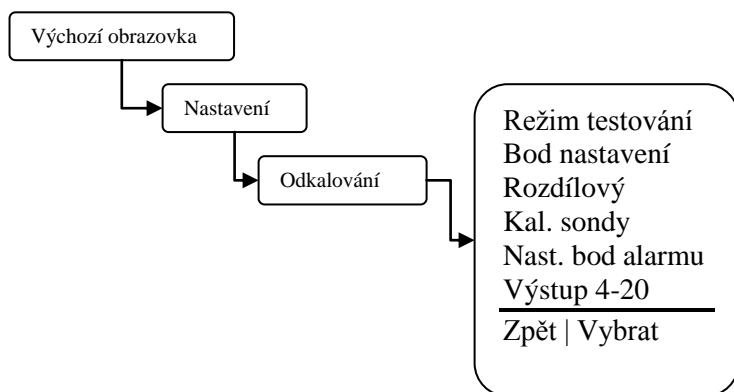 Výchozí obrazovka
Nastavení
Odkalování
Režim testování
Bod nastavení
Rozdílový
Kal. sondy
Nast. bod alarmu
Výstup 4-20
Zpět | Vybrat